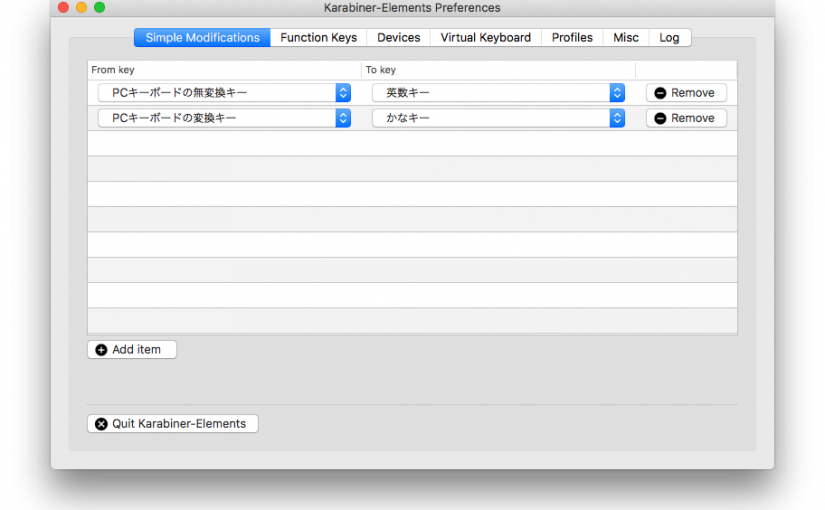 Karabiner-Elements Preferences
Simple Modifications Function Keys Devices Virtual Keyboard Profiles Misc Log
From key To key
PCキーボードの無変換キー 英数キー Remove
PCキーボードの変換キー かなキー Remove
Add item
Quit Karabiner-Elements